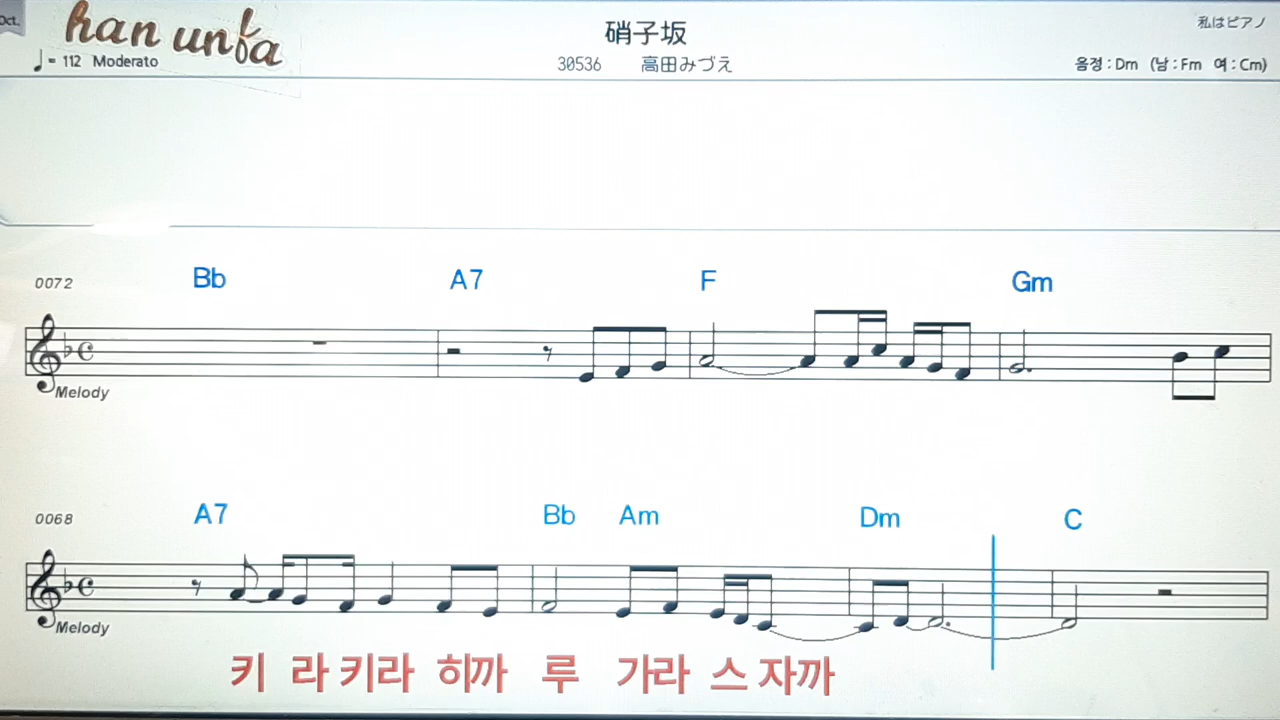 Oct.
han unfa
硝子坂
私はピアノ
♩= 112 Moderato
30536 高田みづえ
음정 : Dm (남 : Fm 여 : Cm)
0072 Bb A7 F Gm
Melody
0068 A7 Bb Am Dm C
Melody
키 라 키라 히까 루 가라 스 자까